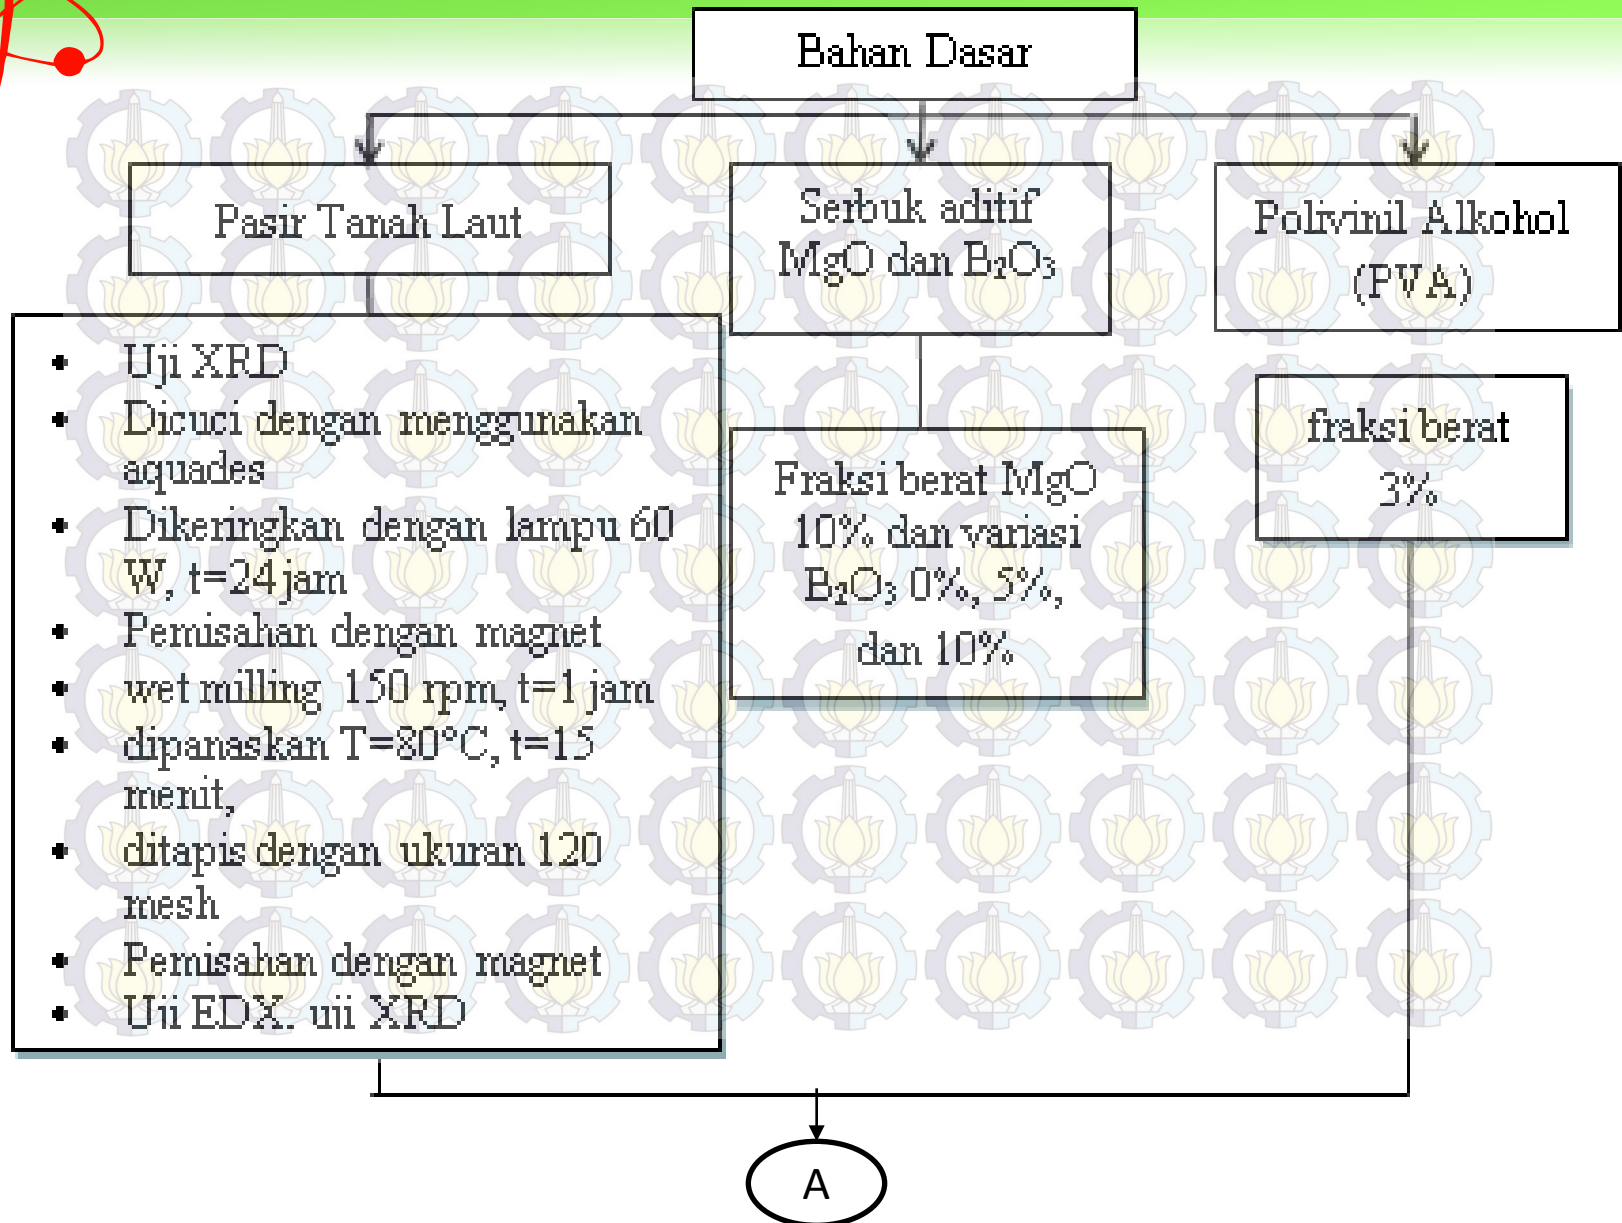 Bahan Dasar
Pasir Tanah Laut
Serbuk aditif
MgO dan B₂O₃
Polivinil Alkohol
(PVA)
• Uji XRD
• Dicuci dengan menggunakan
aquades
• Dikeringkan dengan lampu 60
W, t=24 jam
• Pemisahan dengan magnet
• wet milling 150 rpm, t=1 jam
• dipanaskan T=80°C, t=15
menit,
• ditapis dengan ukuran 120
mesh
• Pemisahan dengan magnet
• Uji EDX, uji XRD
Fraksi berat MgO
10% dan variasi
B₂O₃ 0%, 5%,
dan 10%
fraksi berat
3%
A